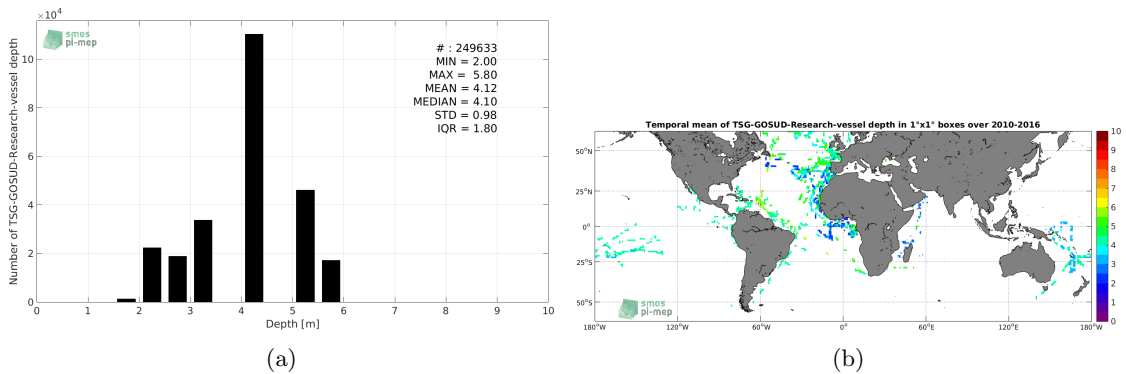 ×10⁴
smos
pi-mep
# : 249633
MIN = 2.00
MAX = 5.80
MEAN = 4.12
MEDIAN = 4.10
STD = 0.98
IQR = 1.80
Number of TSG-GOSUD-Research-vessel depth
10
8
6
4
2
0
0 1 2 3 4 5 6 7 8 9 10
Depth [m]
(a)
Temporal mean of TSG-GOSUD-Research-vessel depth in 1°x1° boxes over 2010-2016
50°N
25°N
0°
25°S
50°S
smos
pi-mep
180°W 120°W 60°W 0° 60°E 120°E 180°W
10
9
8
7
6
5
4
3
2
1
0
(b)